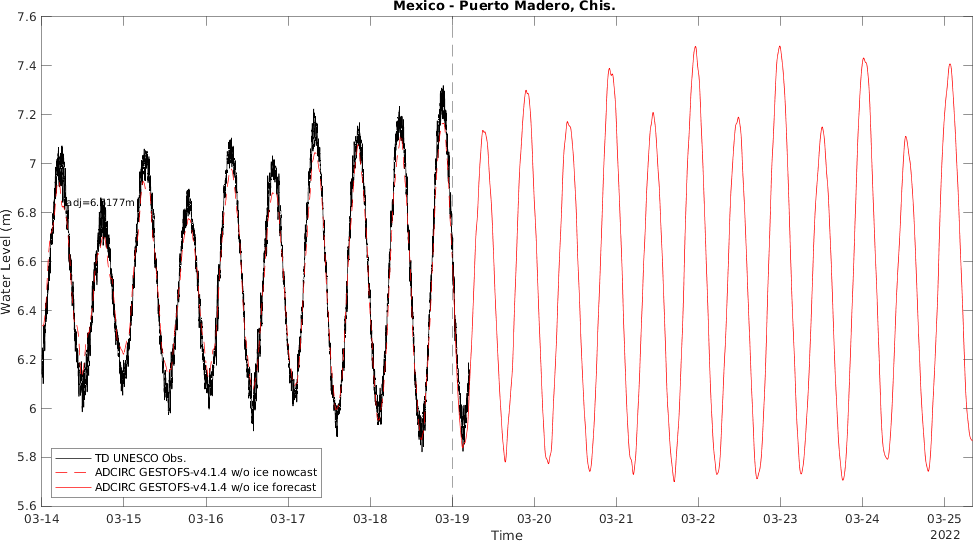 Mexico - Puerto Madero, Chis.
7.6
7.4
7.2
7
6.8
6.6
6.4
6.2
6
5.8
5.6
Water Level (m)
TD UNESCO Obs.
ADCIRC GESTOFS-v4.1.4 w/o ice nowcast
ADCIRC GESTOFS-v4.1.4 w/o ice forecast
03-14 03-15 03-16 03-17 03-18 03-19 03-20 03-21 03-22 03-23 03-24 03-25
Time
2022